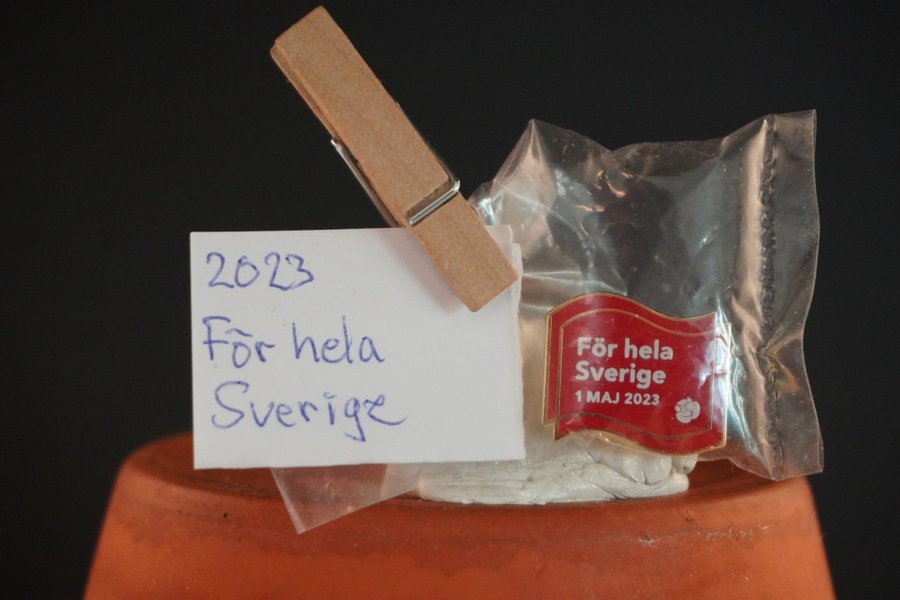 2023
För hela
Sverige
För hela
Sverige
1 MAJ 2023